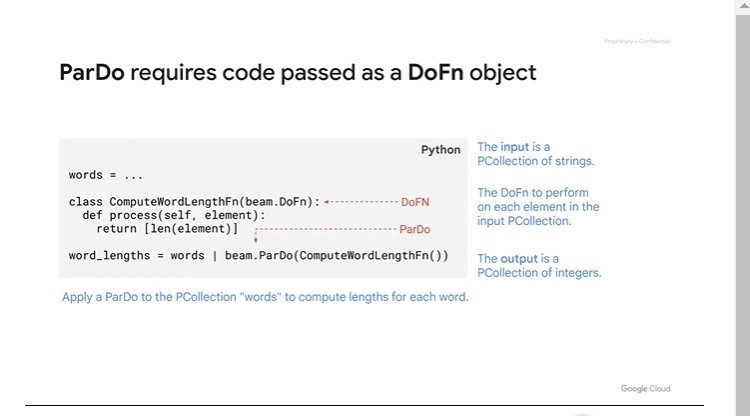 Proprietary + Confidential
ParDo requires code passed as a DoFn object
Python
words = ...
class ComputeWordLengthFn(beam.DoFn):
DoFN
def process(self, element):
return [len(element)]
ParDo
word_lengths = words | beam.ParDo(ComputeWordLengthFn())
The input is a
PCollection of strings.
The DoFn to perform
on each element in the
input PCollection.
The output is a
PCollection of integers.
Apply a ParDo to the PCollection "words" to compute lengths for each word.
Google Cloud